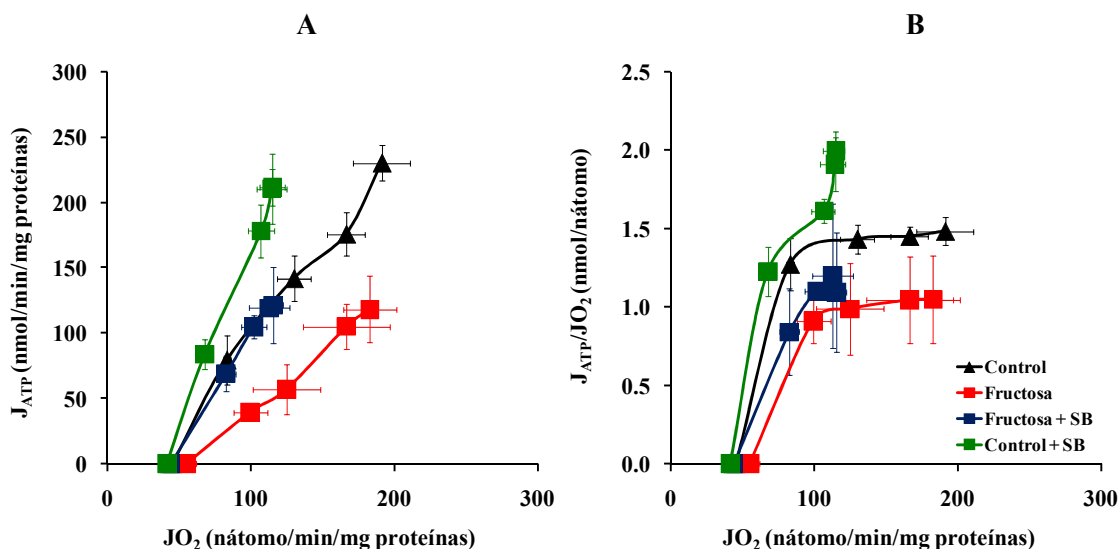 A
J_ATP (nmol/min/mg proteínas)
300
250
200
150
100
50
0
0 100 200 300
JO₂ (nátomo/min/mg proteínas)
B
J_ATP/JO₂ (nmol/nátomo)
2.5
2.0
1.5
1.0
0.5
0.0
Control
Fructosa
Fructosa + SB
Control + SB
0 100 200 300
JO₂ (nátomo/min/mg proteínas)